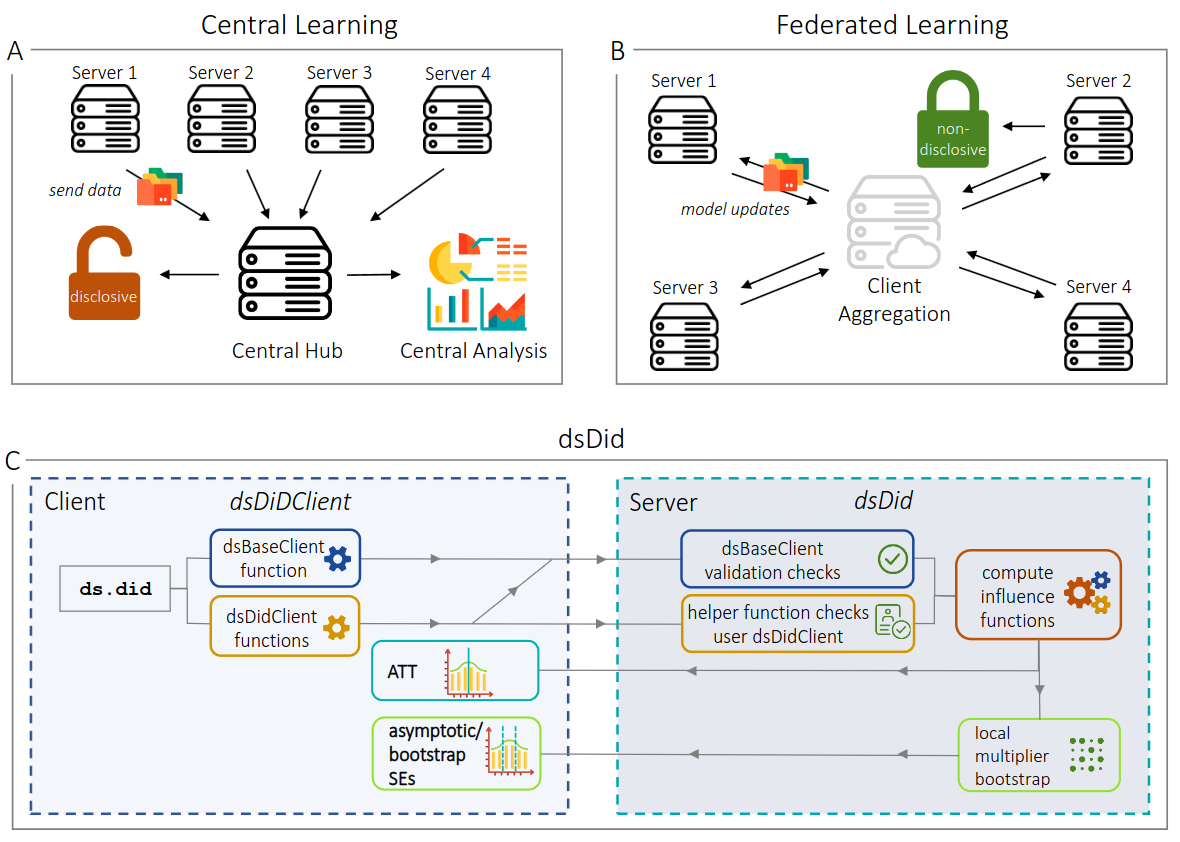 Central Learning
A
Server 1
Server 2
Server 3
Server 4
send data
disclosive
Central Hub
Central Analysis
Federated Learning
B
Server 1
Server 2
non-
disclosive
model updates
Server 3
Server 4
Client
Aggregation
dsDid
C
Client
dsDiDClient
ds.did
dsBaseClient
function
dsDidClient
functions
ATT
asymptotic/
bootstrap
SEs
Server
dsDid
dsBaseClient
validation checks
helper function checks
user dsDidClient
compute
influence
functions
local
multiplier
bootstrap